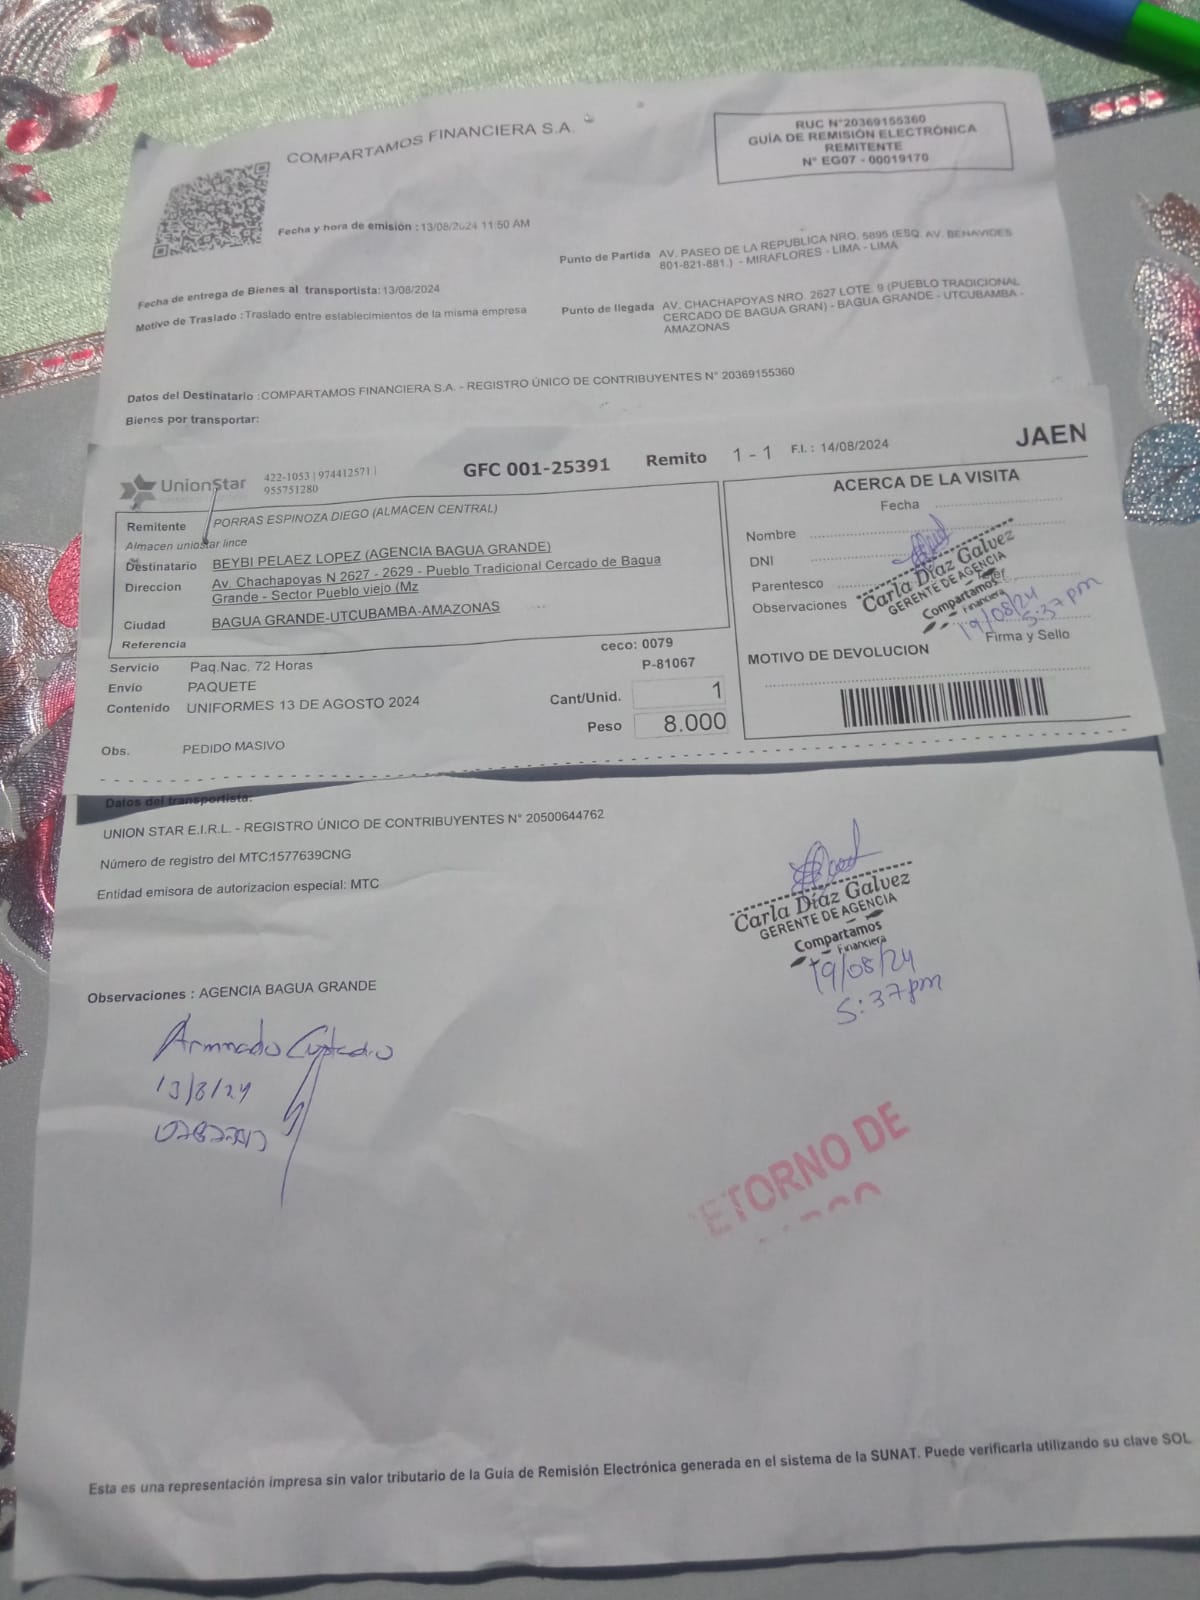 COMPARTAMOS FINANCIERA S.A.
RUC N°20369155360
GUÍA DE REMISIÓN ELECTRÓNICA
REMITENTE
N° EG07 - 00019170
Fecha y hora de emisión : 13/08/2024 11:50 AM
Punto de Partida AV. PASEO DE LA REPUBLICA NRO. 5895 (ESQ. AV. BENAVIDES
801-821-881.) - MIRAFLORES - LIMA - LIMA
Fecha de entrega de Bienes al transportista: 13/08/2024
Motivo de Traslado : Traslado entre establecimientos de la misma empresa
Punto de llegada AV. CHACHAPOYAS NRO. 2627 LOTE. 9 (PUEBLO TRADICIONAL
CERCADO DE BAGUA GRAN) - BAGUA GRANDE - UTCUBAMBA -
AMAZONAS
Datos del Destinatario :COMPARTAMOS FINANCIERA S.A. - REGISTRO ÚNICO DE CONTRIBUYENTES N° 20369155360
Bienes por transportar:
UnionStar
422-1053 | 974412571 |
955751280
GFC 001-25391 Remito 1 - 1 F.I. : 14/08/2024 JAEN
Remitente PORRAS ESPINOZA DIEGO (ALMACEN CENTRAL)
Almacen uniostar lince
Destinatario BEYBI PELAEZ LOPEZ (AGENCIA BAGUA GRANDE)
Direccion Av. Chachapoyas N 2627 - 2629 - Pueblo Tradicional Cercado de Bagua
Grande - Sector Pueblo viejo (Mz
Ciudad BAGUA GRANDE-UTCUBAMBA-AMAZONAS
Referencia
ceco: 0079
Servicio Paq.Nac. 72 Horas
P-81067
Envío PAQUETE
Contenido UNIFORMES 13 DE AGOSTO 2024
Cant/Unid. 1
Peso 8.000
Obs. PEDIDO MASIVO
ACERCA DE LA VISITA
Fecha
Nombre
DNI
Parentesco
Observaciones
Carla Díaz Galvez
GERENTE DE AGENCIA
Compartamos
Financiera
19/08/24
5:37 pm
Firma y Sello
MOTIVO DE DEVOLUCION
Datos del transportista:
UNION STAR E.I.R.L. - REGISTRO ÚNICO DE CONTRIBUYENTES N° 20500644762
Número de registro del MTC:1577639CNG
Entidad emisora de autorizacion especial: MTC
Carla Díaz Galvez
GERENTE DE AGENCIA
Compartamos
Financiera
19/08/24
5:37pm
Observaciones : AGENCIA BAGUA GRANDE
13/8/24
ETORNO DE
Esta es una representación impresa sin valor tributario de la Guía de Remisión Electrónica generada en el sistema de la SUNAT. Puede verificarla utilizando su clave SOL